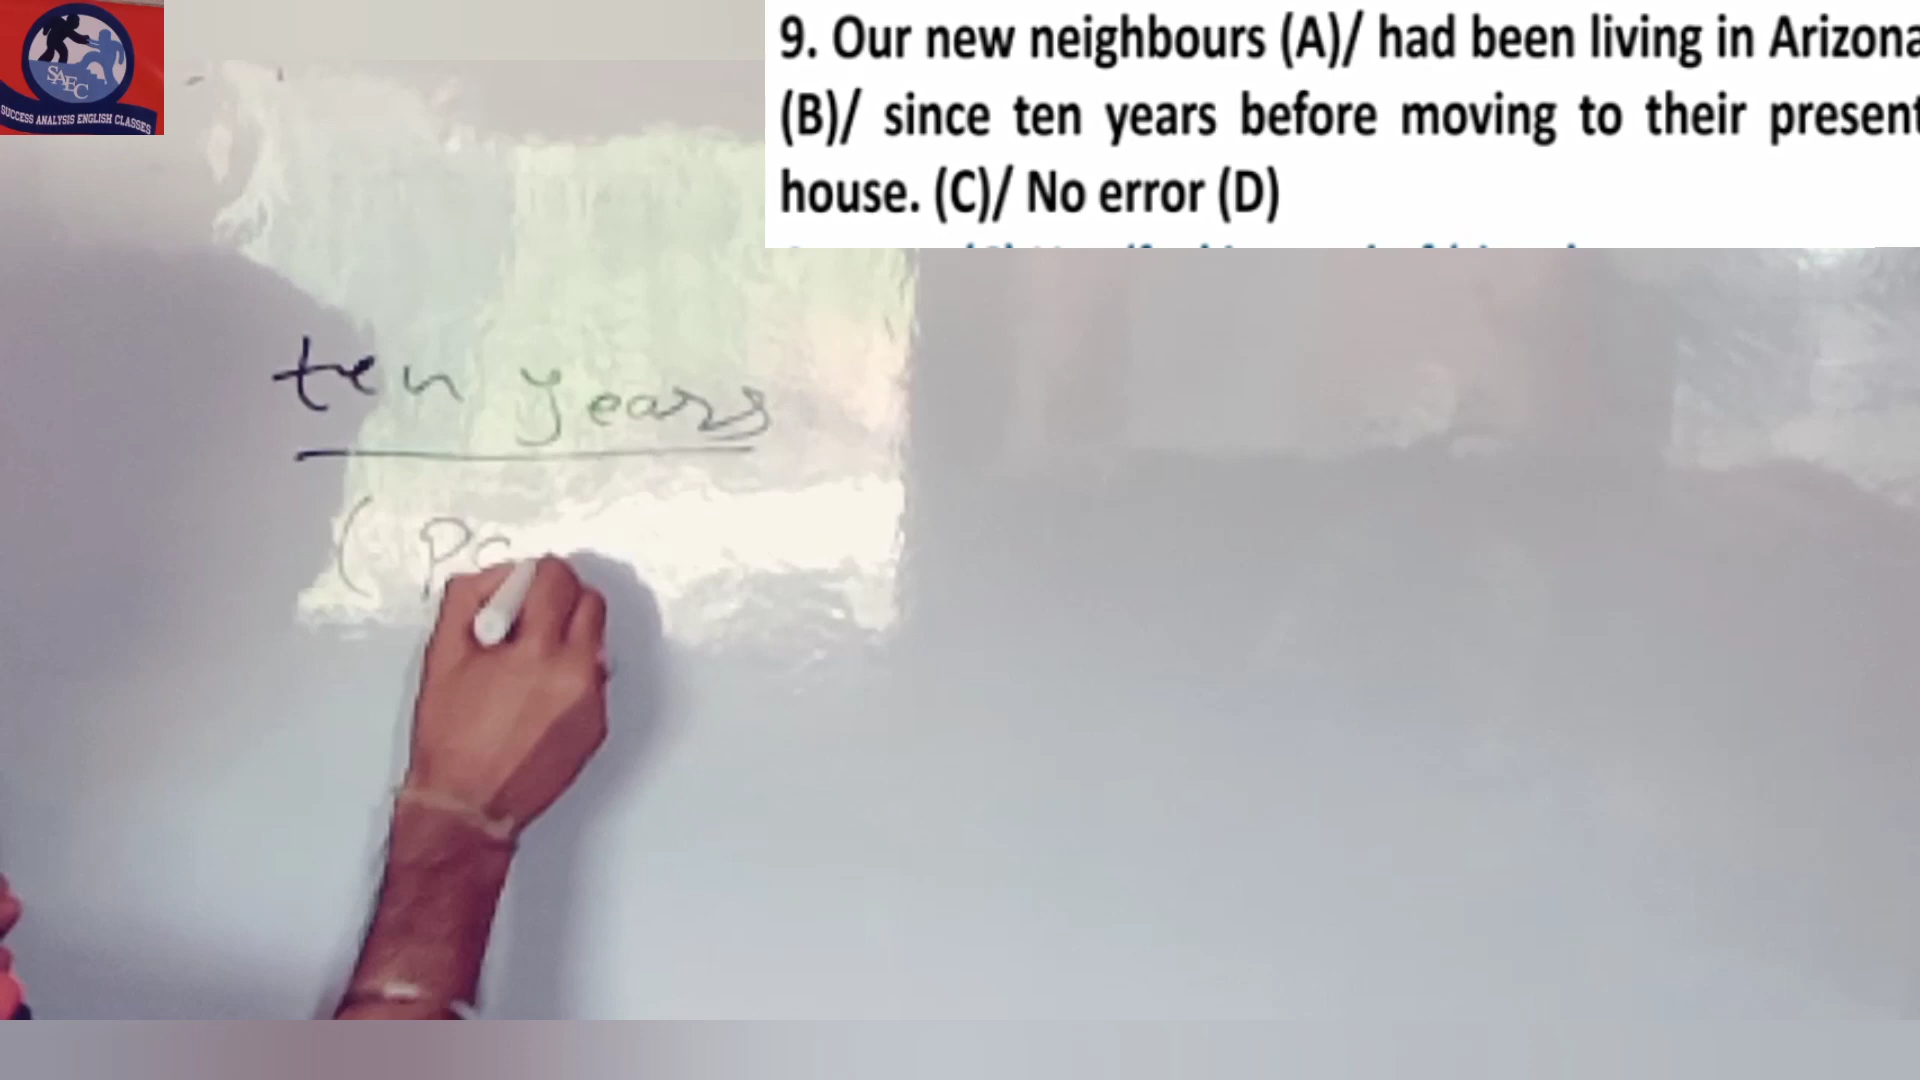 SAEC
SUCCESS ANALYSIS ENGLISH CLASSES
9. Our new neighbours (A)/ had been living in Arizona
(B)/ since ten years before moving to their present
house. (C)/ No error (D)
ten years
(